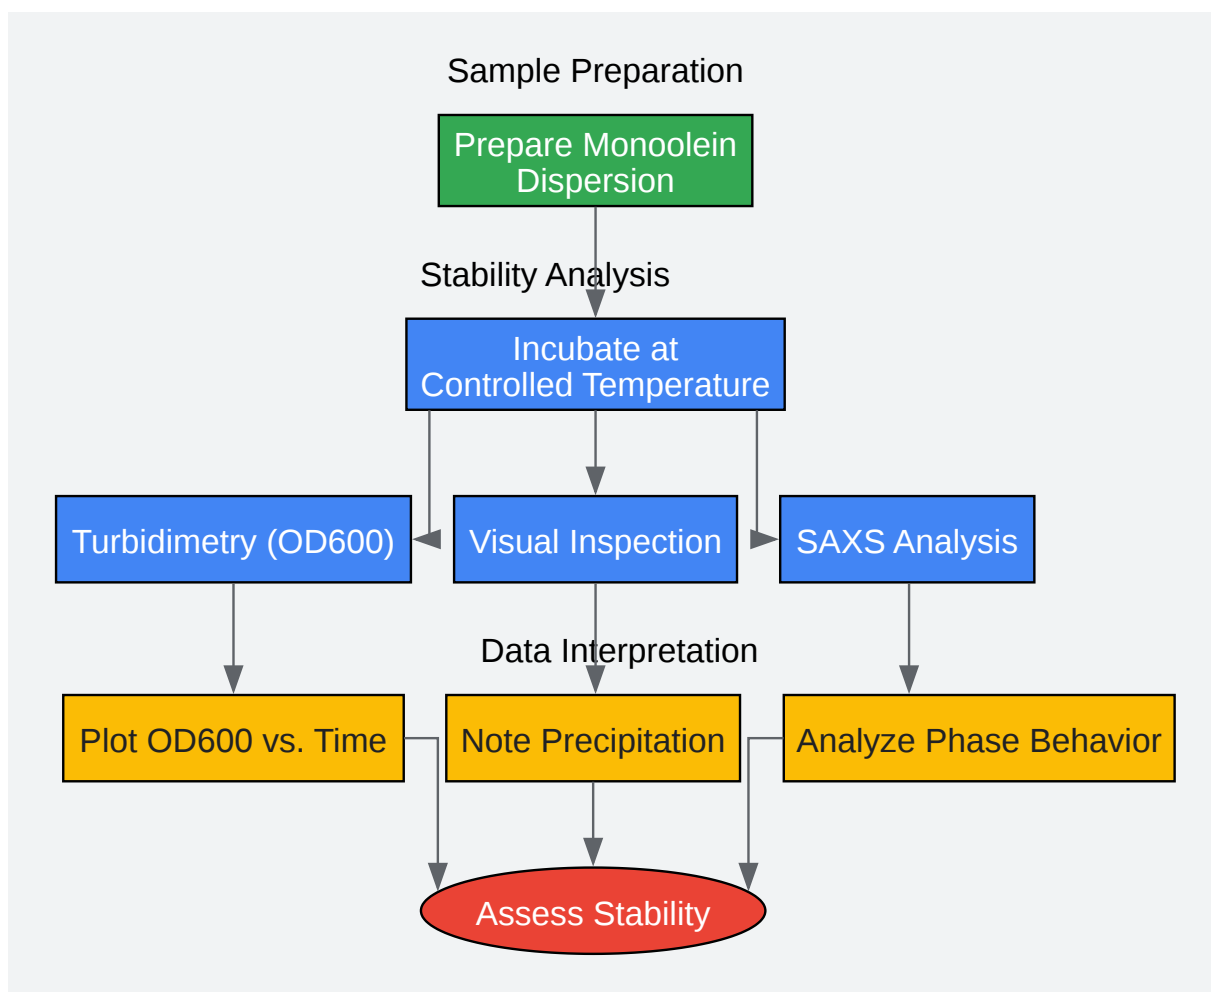 Sample Preparation
Prepare Monoolein
Dispersion
Stability Analysis
Incubate at
Controlled Temperature
Turbidimetry (OD600)
Visual Inspection
SAXS Analysis
Data Interpretation
Plot OD600 vs. Time
Note Precipitation
Analyze Phase Behavior
Assess Stability